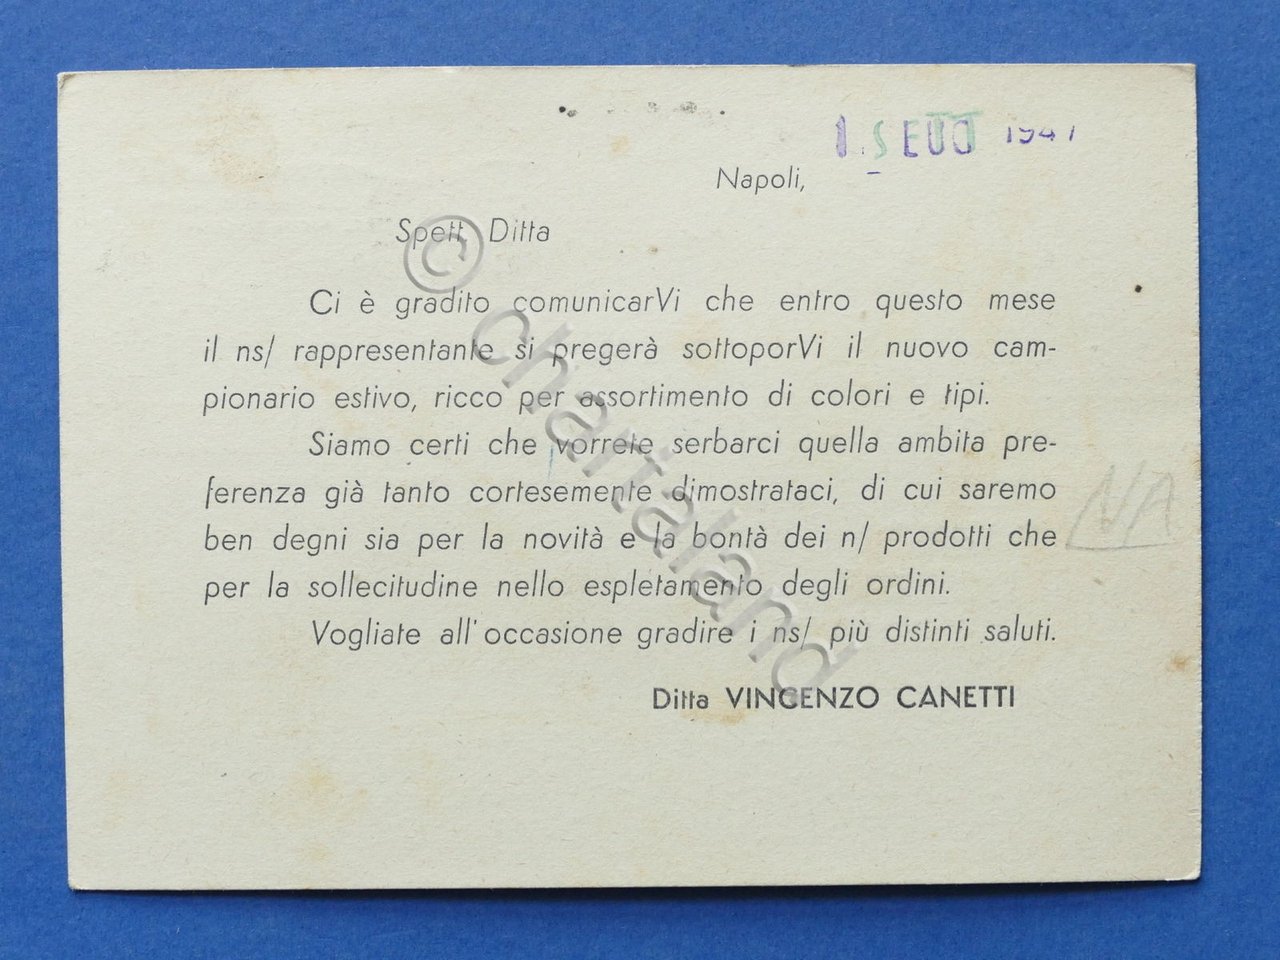 1947
Napoli,
Spett. Ditta
Ci è gradito comunicarVi che entro questo mese
il ns/ rappresentante si pregerà sottoporVi il nuovo cam-
pionario estivo, ricco per assortimento di colori e tipi.
Siamo certi che vorrete serbarci quella ambita pre-
ferenza già tanto cortesemente dimostrataci, di cui saremo
ben degni sia per la novità e la bontà dei n/ prodotti che
per la sollecitudine nello espletamento degli ordini.
Vogliate all'occasione gradire i ns/ più distinti saluti.
Ditta VINCENZO CANETTI
NA
© chartaland